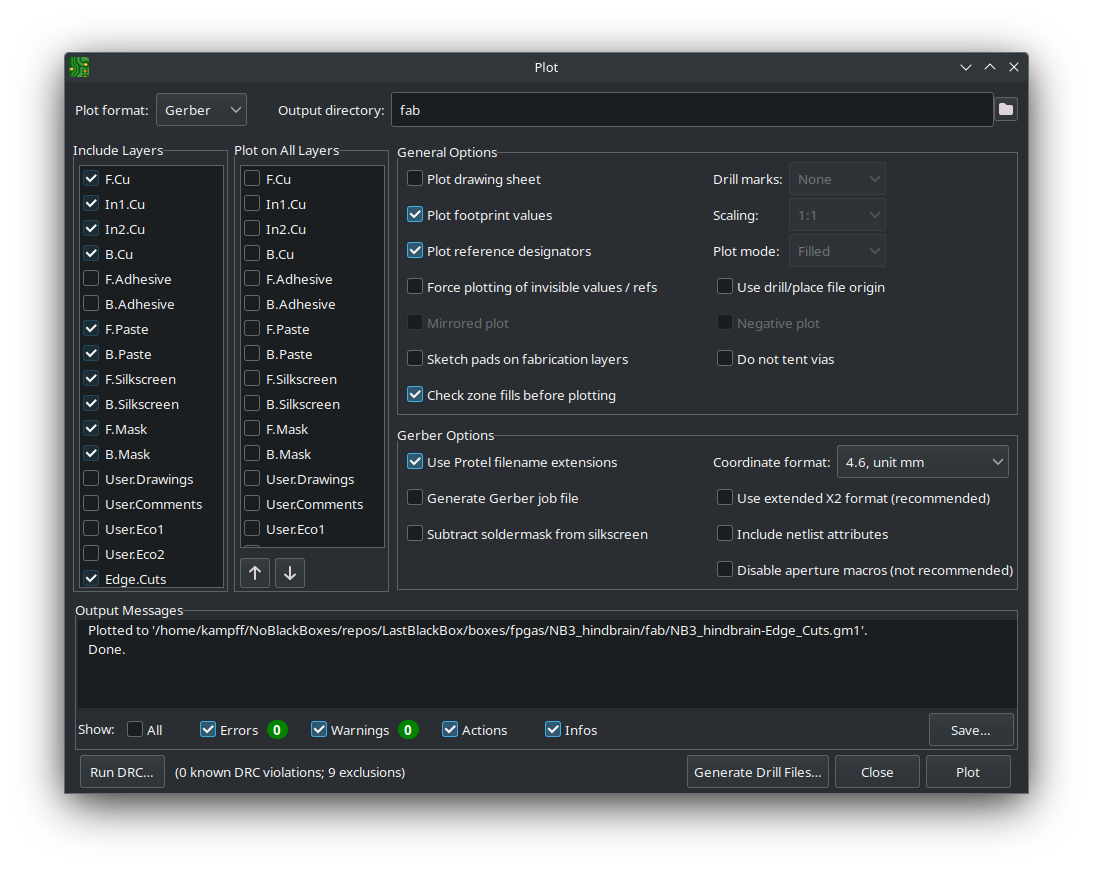 Plot
Plot format: Gerber Output directory: fab
Include Layers
F.Cu
In1.Cu
In2.Cu
B.Cu
F.Adhesive
B.Adhesive
F.Paste
B.Paste
F.Silkscreen
B.Silkscreen
F.Mask
B.Mask
User.Drawings
User.Comments
User.Eco1
User.Eco2
Edge.Cuts
Plot on All Layers
F.Cu
In1.Cu
In2.Cu
B.Cu
F.Adhesive
B.Adhesive
F.Paste
B.Paste
F.Silkscreen
B.Silkscreen
F.Mask
B.Mask
User.Drawings
User.Comments
User.Eco1
General Options
Plot drawing sheet Drill marks: None
Plot footprint values Scaling: 1:1
Plot reference designators Plot mode: Filled
Force plotting of invisible values / refs Use drill/place file origin
Mirrored plot Negative plot
Sketch pads on fabrication layers Do not tent vias
Check zone fills before plotting
Gerber Options
Use Protel filename extensions Coordinate format: 4.6, unit mm
Generate Gerber job file Use extended X2 format (recommended)
Subtract soldermask from silkscreen Include netlist attributes
Disable aperture macros (not recommended)
Output Messages
Plotted to '/home/kampff/NoBlackBoxes/repos/LastBlackBox/boxes/fpgas/NB3_hindbrain/fab/NB3_hindbrain-Edge_Cuts.gm1'.
Done.
Show: All Errors 0 Warnings 0 Actions Infos Save...
Run DRC... (0 known DRC violations; 9 exclusions) Generate Drill Files... Close Plot